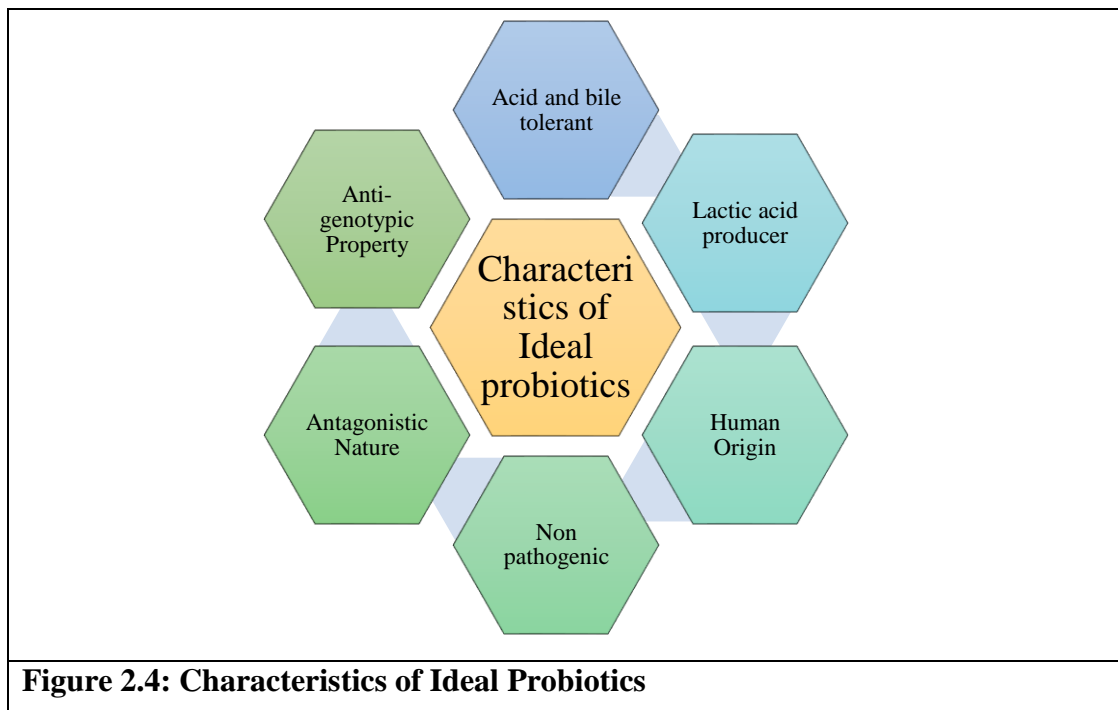 Acid and bile
tolerant
Lactic acid
producer
Human
Origin
Non
pathogenic
Antagonistic
Nature
Anti-
genotypic
Property
Characteri
stics of
Ideal
probiotics
Figure 2.4: Characteristics of Ideal Probiotics